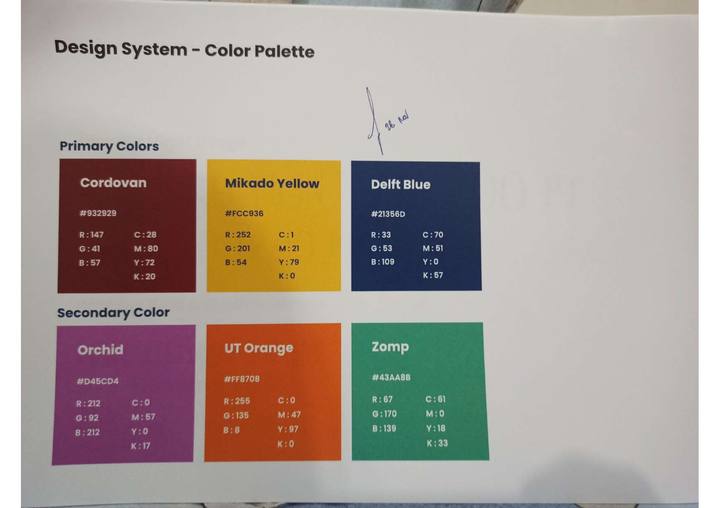 Design System - Color Palette
Primary Colors
Cordovan
#932929
R : 147 C : 28
G : 41 M : 80
B : 57 Y : 72
K : 20
Mikado Yellow
#FCC936
R : 252 C : 1
G : 201 M : 21
B : 54 Y : 79
K : 0
Delft Blue
#21356D
R : 33 C : 70
G : 53 M : 51
B : 109 Y : 0
K : 57
Secondary Color
Orchid
#D45CD4
R : 212 C : 0
G : 92 M : 57
B : 212 Y : 0
K : 17
UT Orange
#FF8708
R : 255 C : 0
G : 135 M : 47
B : 8 Y : 97
K : 0
Zomp
#43AA8B
R : 67 C : 61
G : 170 M : 0
B : 139 Y : 18
K : 33